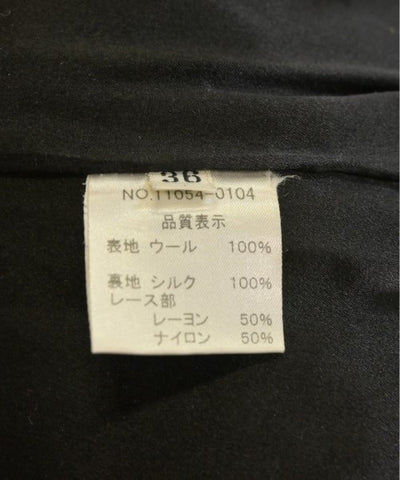 36
NO.11054-0104
品質表示
表地 ウール 100%
裏地 シルク 100%
レース部
レーヨン 50%
ナイロン 50%